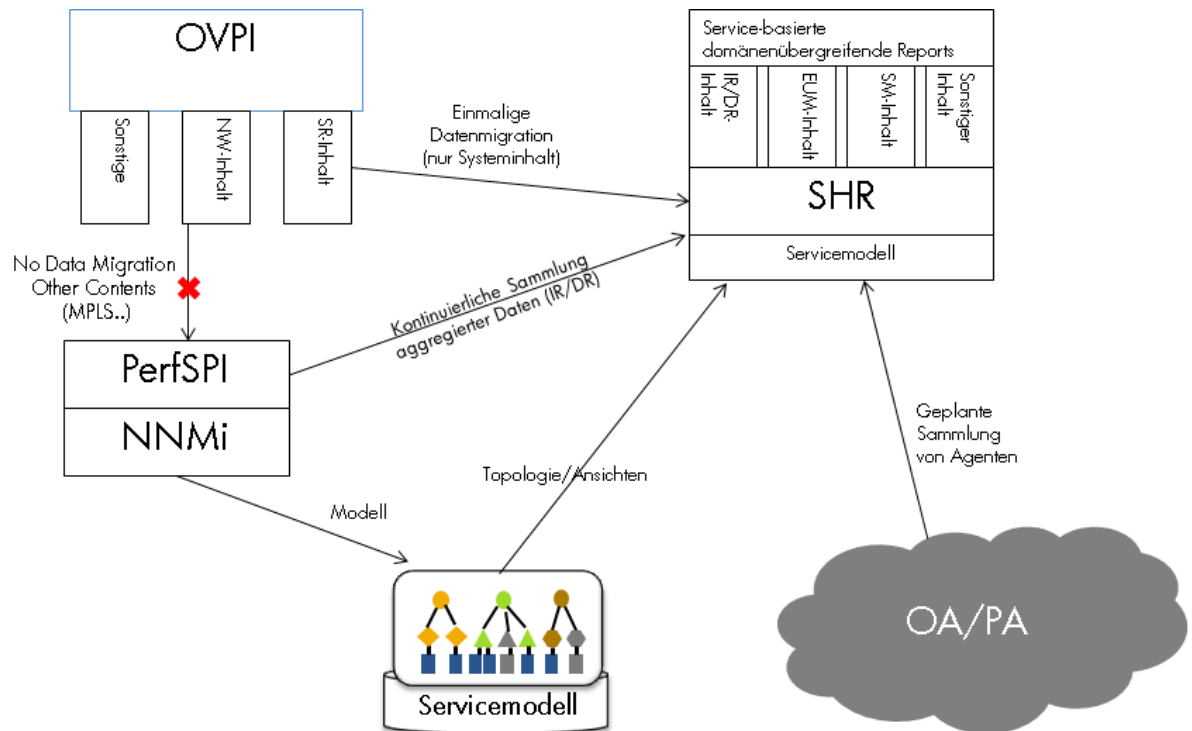 OVPI
Sonstige
NW-Inhalt
SR-Inhalt
Einmalige
Datenmigration
(nur Systeminhalt)
Service-basierte
domänenübergreifende Reports
IR/DR-
Inhalt
EUM-Inhalt
SM-Inhalt
Sonstiger
Inhalt
SHR
Servicemodell
No Data Migration
Other Contents
(MPLS..)
Kontinuierliche Sammlung
aggregierter Daten (IR/DR)
PerfSPI
NNMi
Modell
Topologie/Ansichten
Geplante
Sammlung
von Agenten
OA/PA
Servicemodell